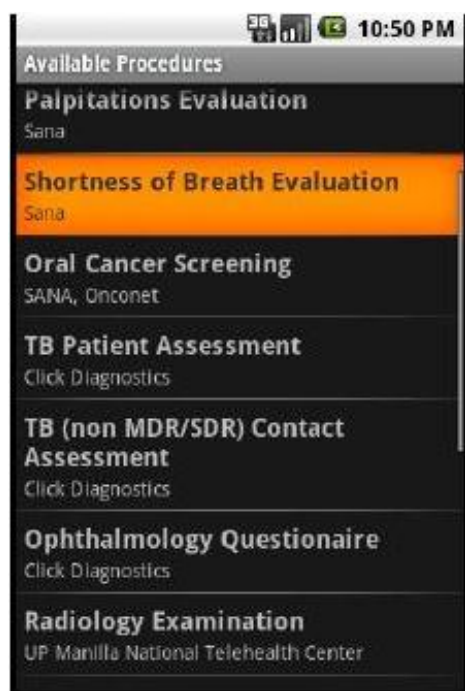 3G 10:50 PM
Available Procedures
Palpitations Evaluation
Sana
Shortness of Breath Evaluation
Sana
Oral Cancer Screening
SANA, Onconet
TB Patient Assessment
Click Diagnostics
TB (non MDR/SDR) Contact
Assessment
Click Diagnostics
Ophthalmology Questionaire
Click Diagnostics
Radiology Examination
UP Manilla National Telehealth Center